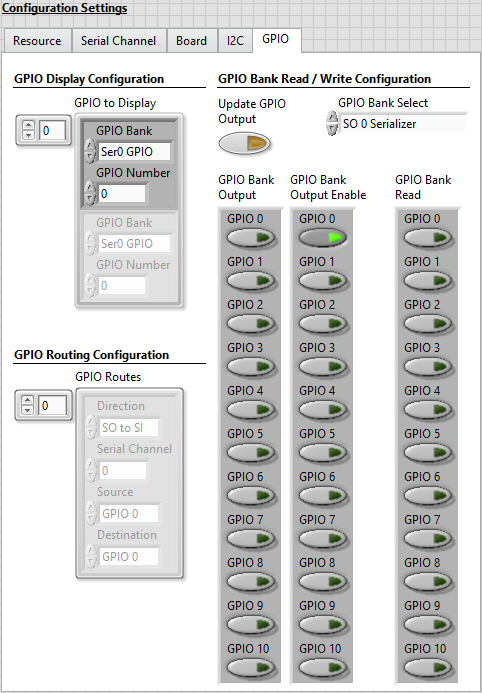 Configuration Settings
Resource
Serial Channel
Board
I2C
GPIO
GPIO Display Configuration
GPIO to Display
0
GPIO Bank
Ser0 GPIO
GPIO Number
0
GPIO Bank
Ser0 GPIO
GPIO Number
0
GPIO Routing Configuration
GPIO Routes
0
Direction
SO to SI
Serial Channel
0
Source
GPIO 0
Destination
GPIO 0
GPIO Bank Read / Write Configuration
Update GPIO
Output
GPIO Bank Select
SO 0 Serializer
GPIO Bank
Output
GPIO 0
GPIO 1
GPIO 2
GPIO 3
GPIO 4
GPIO 5
GPIO 6
GPIO 7
GPIO 8
GPIO 9
GPIO 10
GPIO Bank
Output Enable
GPIO 0
GPIO 1
GPIO 2
GPIO 3
GPIO 4
GPIO 5
GPIO 6
GPIO 7
GPIO 8
GPIO 9
GPIO 10
GPIO Bank
Read
GPIO 0
GPIO 1
GPIO 2
GPIO 3
GPIO 4
GPIO 5
GPIO 6
GPIO 7
GPIO 8
GPIO 9
GPIO 10